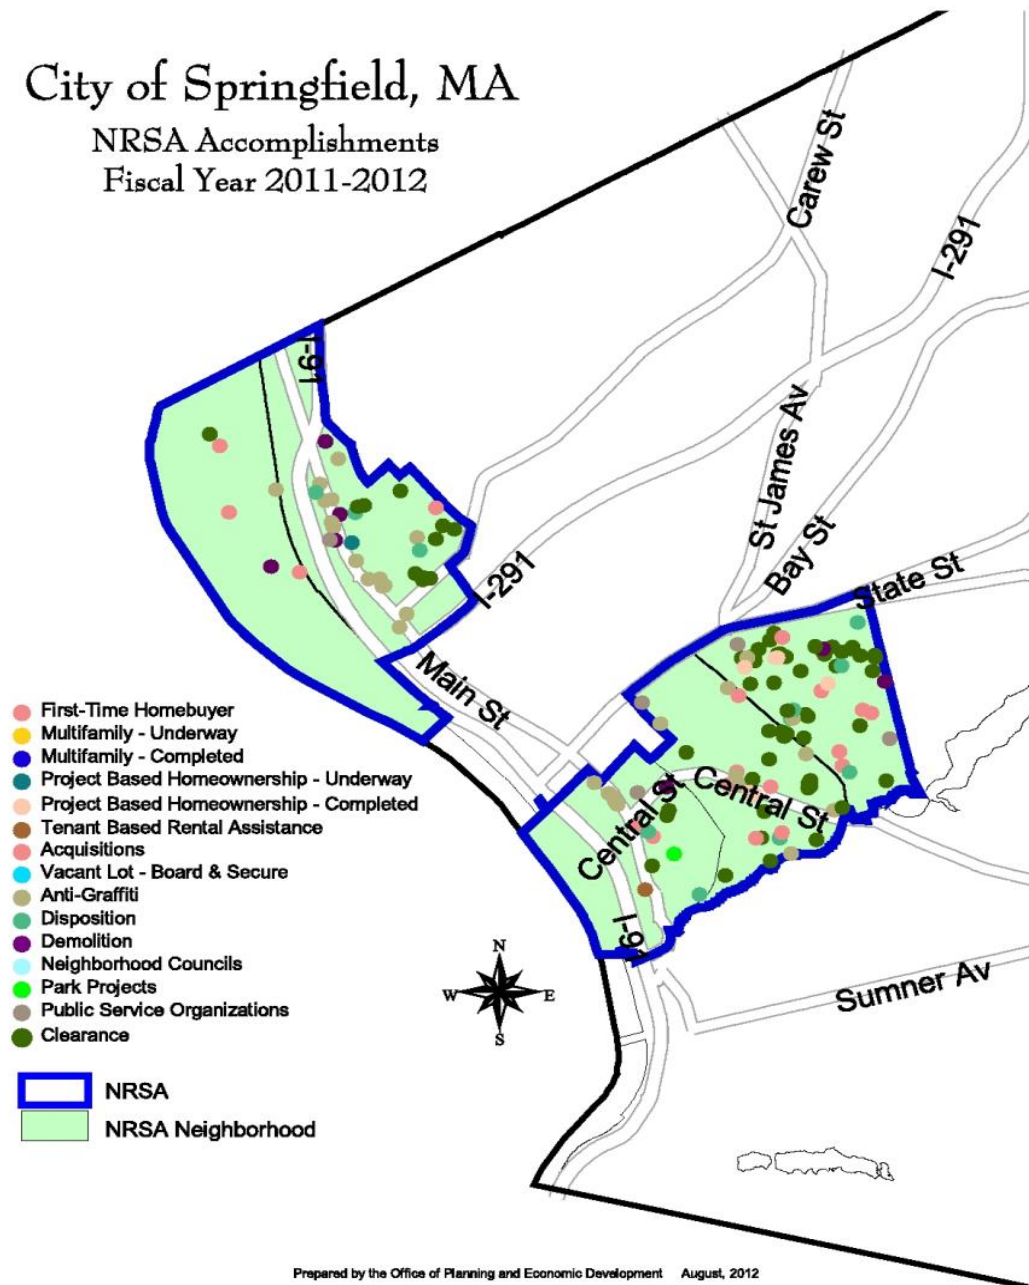 City of Springfield, MA
NRSA Accomplishments
Fiscal Year 2011-2012
Carew St
I-291
I-91
St James Av
Bay St
State St
I-291
Main St
Central St
Central St
I-91
Sumner Av
First-Time Homebuyer
Multifamily - Underway
Multifamily - Completed
Project Based Homeownership - Underway
Project Based Homeownership - Completed
Tenant Based Rental Assistance
Acquisitions
Vacant Lot - Board & Secure
Anti-Graffiti
Disposition
Demolition
Neighborhood Councils
Park Projects
Public Service Organizations
Clearance
N
W
E
S
NRSA
NRSA Neighborhood
Prepared by the Office of Planning and Economic Development August, 2012